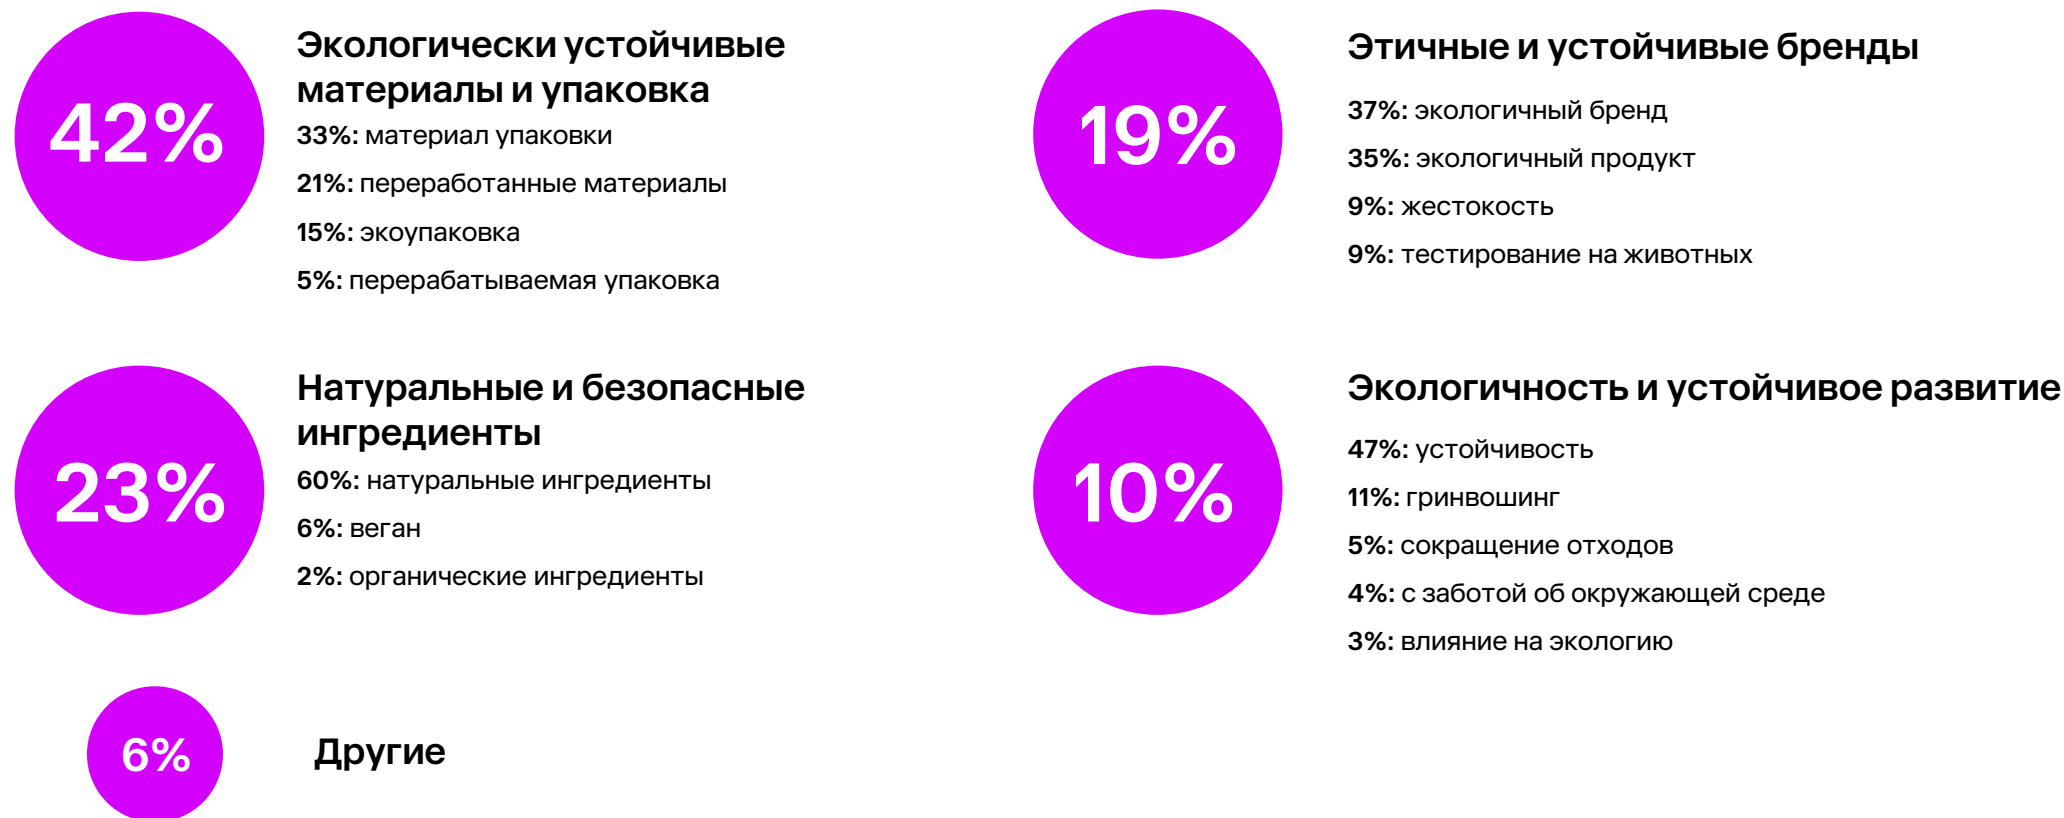 42%
Экологически устойчивые
материалы и упаковка
33%: материал упаковки
21%: переработанные материалы
15%: экоупаковка
5%: перерабатываемая упаковка
19%
Этичные и устойчивые бренды
37%: экологичный бренд
35%: экологичный продукт
9%: жестокость
9%: тестирование на животных
23%
Натуральные и безопасные
ингредиенты
60%: натуральные ингредиенты
6%: веган
2%: органические ингредиенты
10%
Экологичность и устойчивое развитие
47%: устойчивость
11%: гринвошинг
5%: сокращение отходов
4%: с заботой об окружающей среде
3%: влияние на экологию
6%
Другие